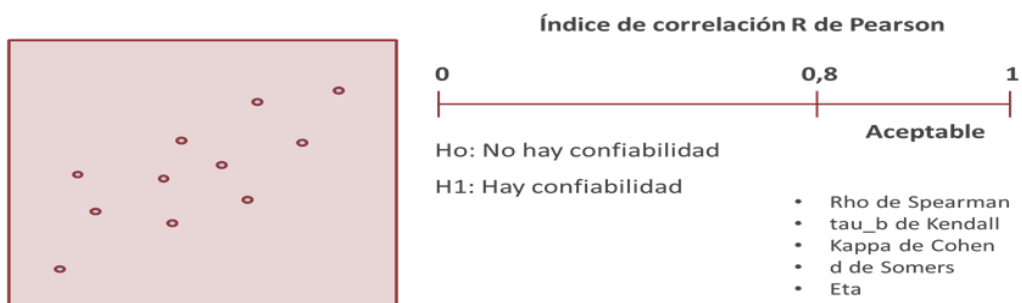 Índice de correlación R de Pearson
0 0,8 1
Aceptable
Ho: No hay confiabilidad
H1: Hay confiabilidad
• Rho de Spearman
• tau_b de Kendall
• Kappa de Cohen
• d de Somers
• Eta